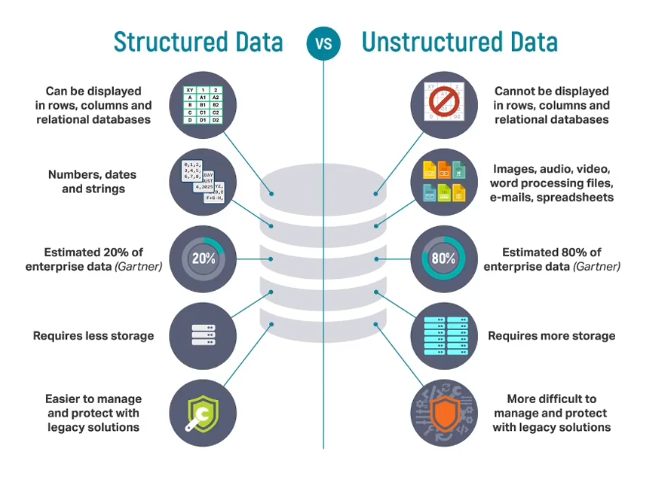 Structured Data
VS
Unstructured Data
Can be displayed
in rows, columns and
relational databases
XY 1 2
A A1 A2
B B1 B2
C C1 C2
D D1 D2
Cannot be displayed
in rows, columns and
relational databases
Numbers, dates
and strings
Images, audio, video,
word processing files,
e-mails, spreadsheets
Estimated 20% of
enterprise data (Gartner)
20%
80%
Estimated 80% of
enterprise data (Gartner)
Requires less storage
Requires more storage
Easier to manage
and protect with
legacy solutions
More difficult to
manage and protect
with legacy solutions